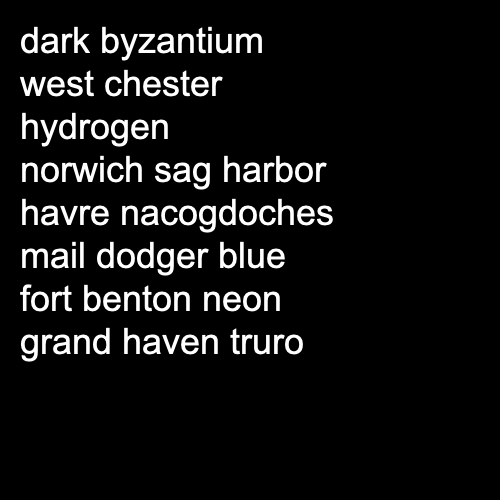 dark byzantium
west chester
hydrogen
norwich sag harbor
havre nacogdoches
mail dodger blue
fort benton neon
grand haven truro